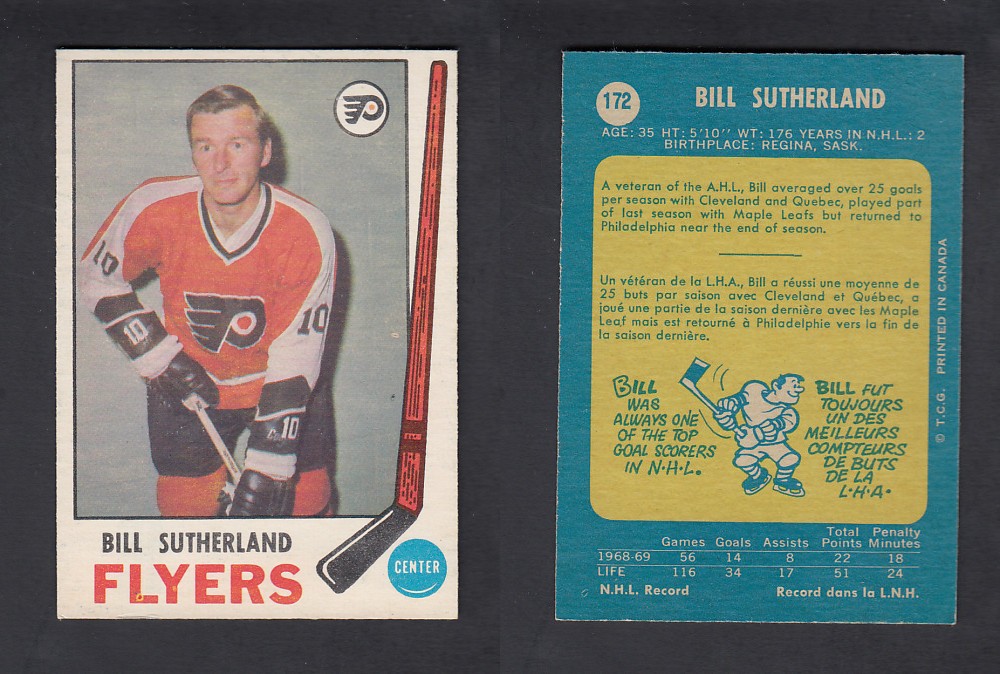 10
10
10
10
BILL SUTHERLAND
FLYERS
CENTER
172
BILL SUTHERLAND
AGE: 35 HT: 5'10'' WT: 176 YEARS IN N.H.L.: 2
BIRTHPLACE: REGINA, SASK.
A veteran of the A.H.L., Bill averaged over 25 goals
per season with Cleveland and Quebec, played part
of last season with Maple Leafs but returned to
Philadelphia near the end of season.
Un vétéran de la L.H.A., Bill a réussi une moyenne de
25 buts par saison avec Cleveland et Québec, a
joué une partie de la saison dernière avec les Maple
Leaf mais est retourné à Philadelphie vers la fin de
la saison dernière.
BILL
WAS
ALWAYS ONE
OF THE TOP
GOAL SCORERS
IN N.H.L.
BILL FUT
TOUJOURS
UN DES
MEILLEURS
COMPTEURS
DE BUTS
DE LA
L.H.A.
© T.C.G. PRINTED IN CANADA
Games Goals Assists Total Points Penalty Minutes
1968-69 56 14 8 22 18
LIFE 116 34 17 51 24
N.H.L. Record Record dans la L.N.H.